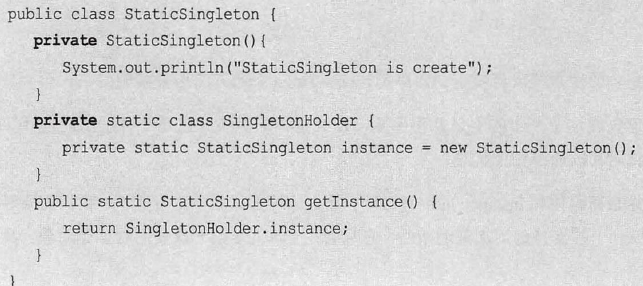 public class StaticSingleton {
private StaticSingleton(){
System.out.println("StaticSingleton is create");
}
private static class SingletonHolder {
private static StaticSingleton instance = new StaticSingleton();
}
public static StaticSingleton getInstance() {
return SingletonHolder.instance;
}
}